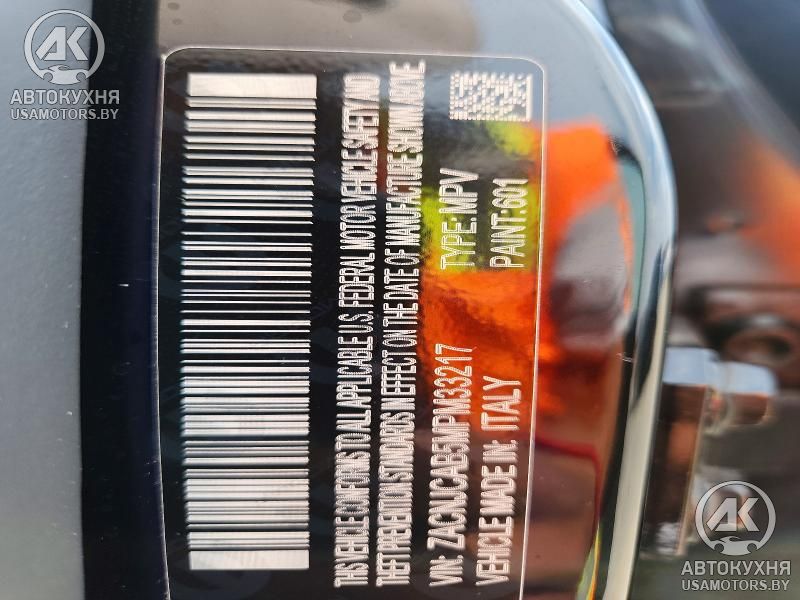 АК
АВТОКУХНЯ
USAMOTORS.BY
THIS VEHICLE CONFORMS TO ALL APPLICABLE U.S. FEDERAL MOTOR VEHICLE SAFETY AND
THEFT PREVENTION STANDARDS IN EFFECT ON THE DATE OF MANUFACTURE SHOWN ABOVE.
VIN: ZACNJCAB5MPM33217 TYPE: MPV
VEHICLE MADE IN: ITALY PAINT:601
АК
АВТОКУХНЯ
USAMOTORS.BY